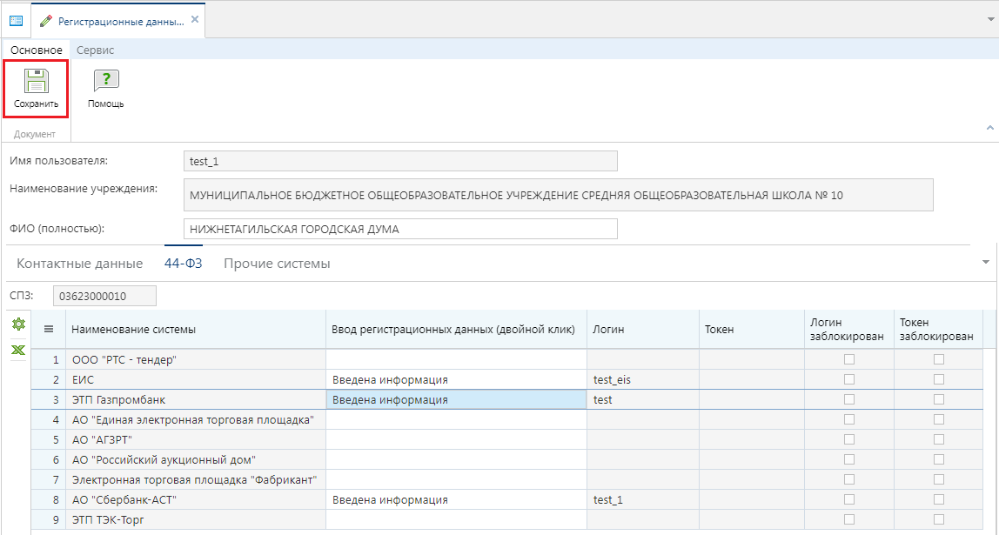 Регистрационные данны...
Основное Сервис
Сохранить
?
Помощь
Документ
Имя пользователя: test_1
Наименование учреждения: МУНИЦИПАЛЬНОЕ БЮДЖЕТНОЕ ОБЩЕОБРАЗОВАТЕЛЬНОЕ УЧРЕЖДЕНИЕ СРЕДНЯЯ ОБЩЕОБРАЗОВАТЕЛЬНАЯ ШКОЛА № 10
ФИО (полностью): НИЖНЕТАГИЛЬСКАЯ ГОРОДСКАЯ ДУМА
Контактные данные 44-ФЗ Прочие системы
СПЗ: 03623000010
Наименование системы Ввод регистрационных данных (двойной клик) Логин Токен Логин заблокирован Токен заблокирован
1 ООО "РТС - тендер"
2 ЕИС Введена информация test_eis
3 ЭТП Газпромбанк Введена информация test
4 АО "Единая электронная торговая площадка"
5 АО "АГЗРТ"
6 АО "Российский аукционный дом"
7 Электронная торговая площадка "Фабрикант"
8 АО "Сбербанк-АСТ" Введена информация test_1
9 ЭТП ТЭК-Торг